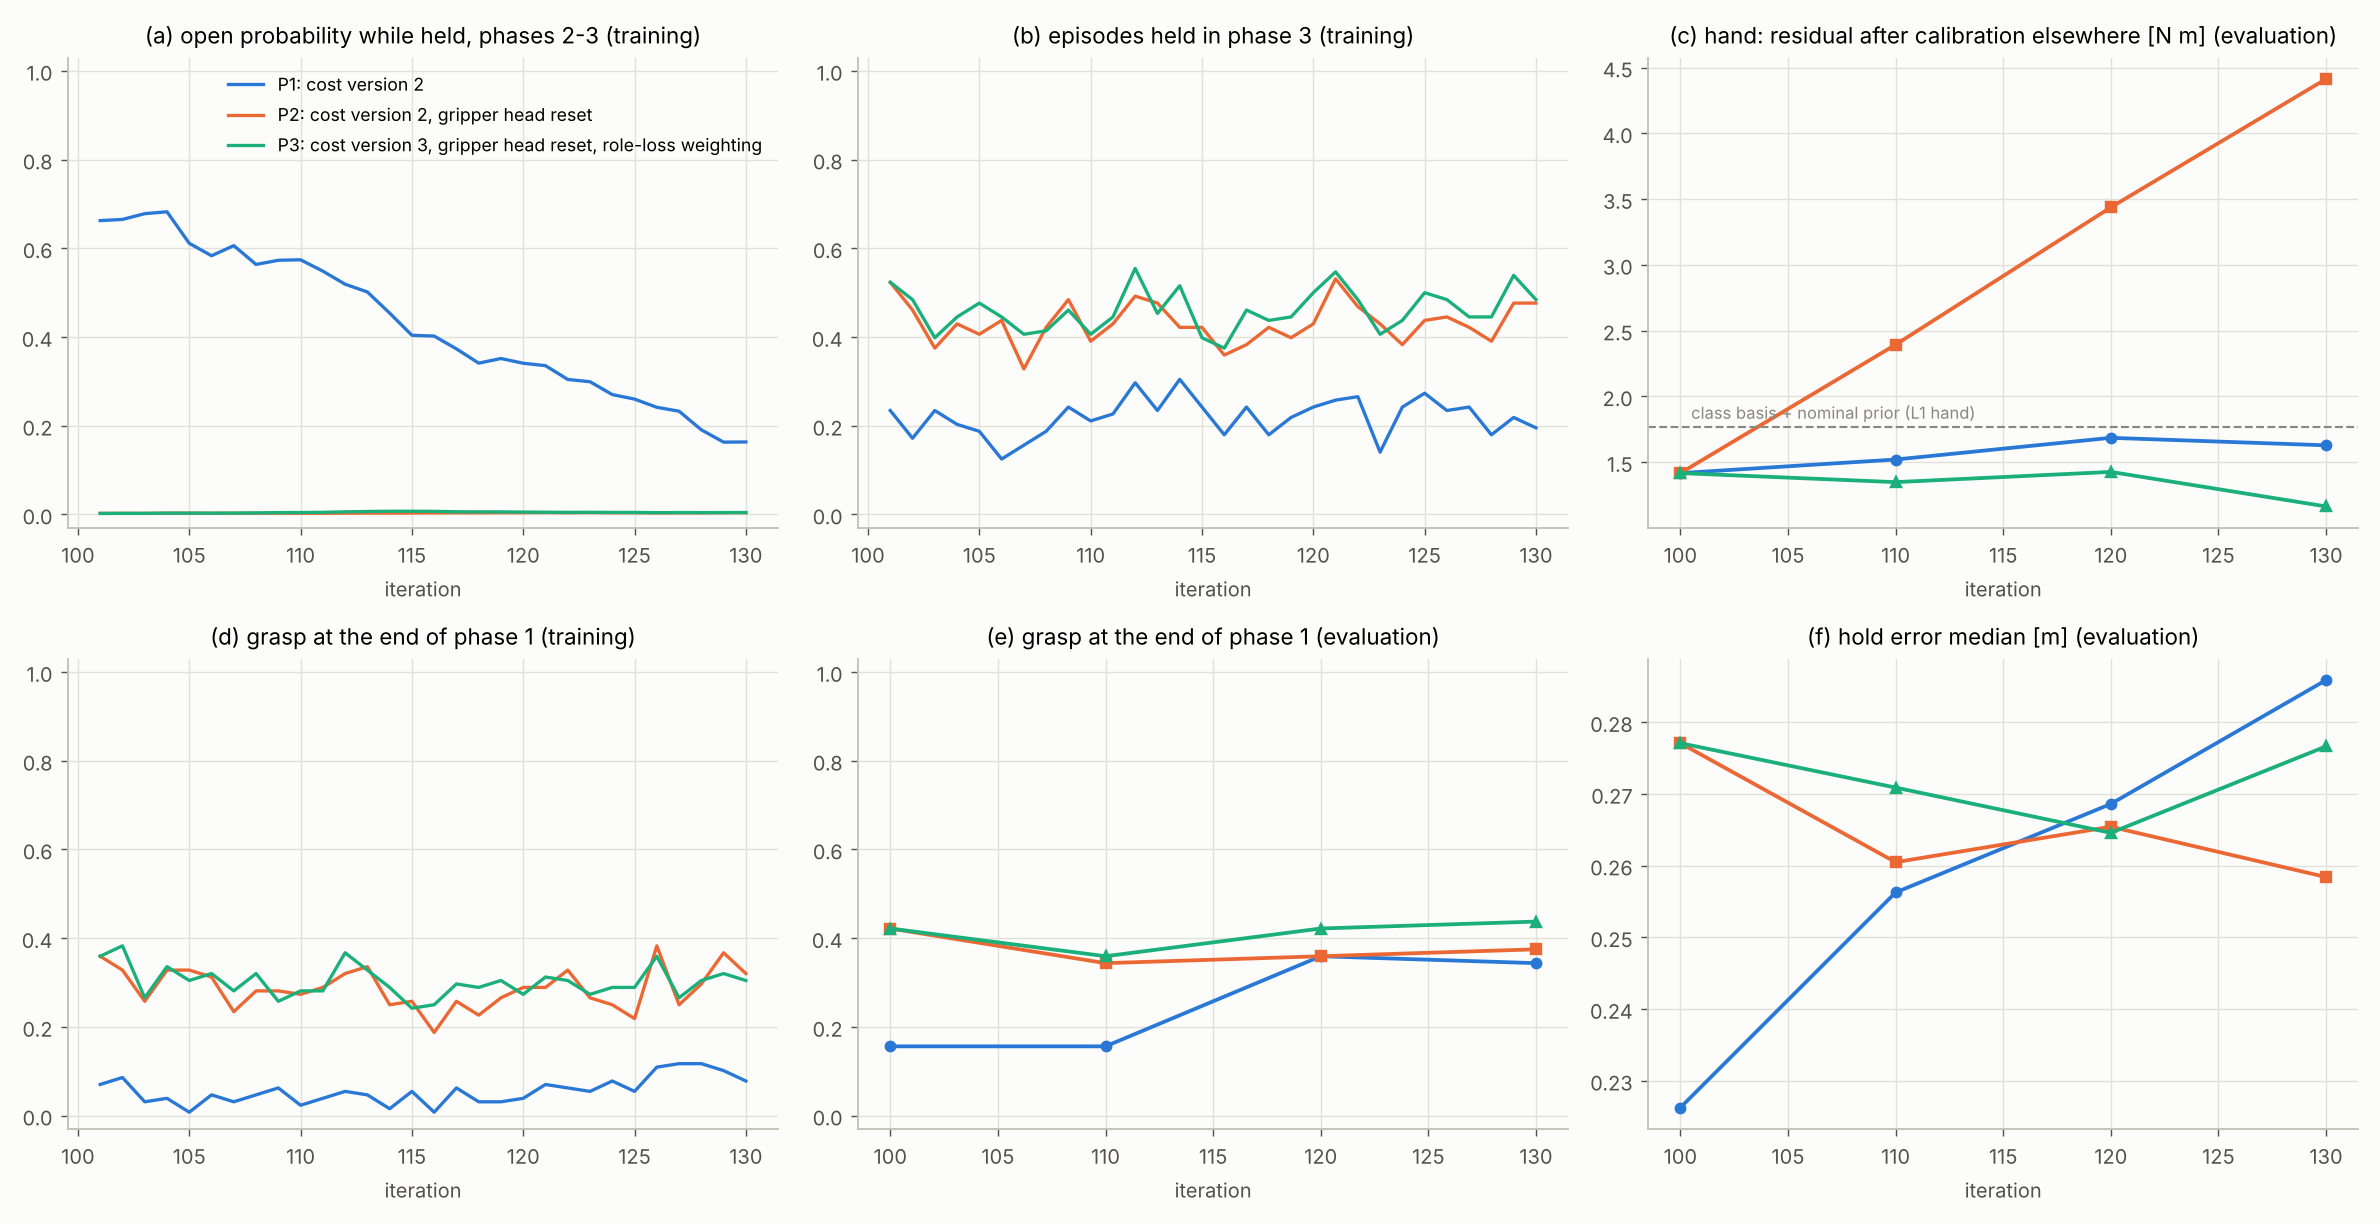 (a) open probability while held, phases 2-3 (training)
1.0
0.8
0.6
0.4
0.2
0.0
P1: cost version 2
P2: cost version 2, gripper head reset
P3: cost version 3, gripper head reset, role-loss weighting
100 105 110 115 120 125 130
iteration
(b) episodes held in phase 3 (training)
1.0
0.8
0.6
0.4
0.2
0.0
100 105 110 115 120 125 130
iteration
(c) hand: residual after calibration elsewhere [N m] (evaluation)
4.5
4.0
3.5
3.0
2.5
2.0
1.5
class basis + nominal prior (L1 hand)
100 105 110 115 120 125 130
iteration
(d) grasp at the end of phase 1 (training)
1.0
0.8
0.6
0.4
0.2
0.0
100 105 110 115 120 125 130
iteration
(e) grasp at the end of phase 1 (evaluation)
1.0
0.8
0.6
0.4
0.2
0.0
100 105 110 115 120 125 130
iteration
(f) hold error median [m] (evaluation)
0.28
0.27
0.26
0.25
0.24
0.23
100 105 110 115 120 125 130
iteration